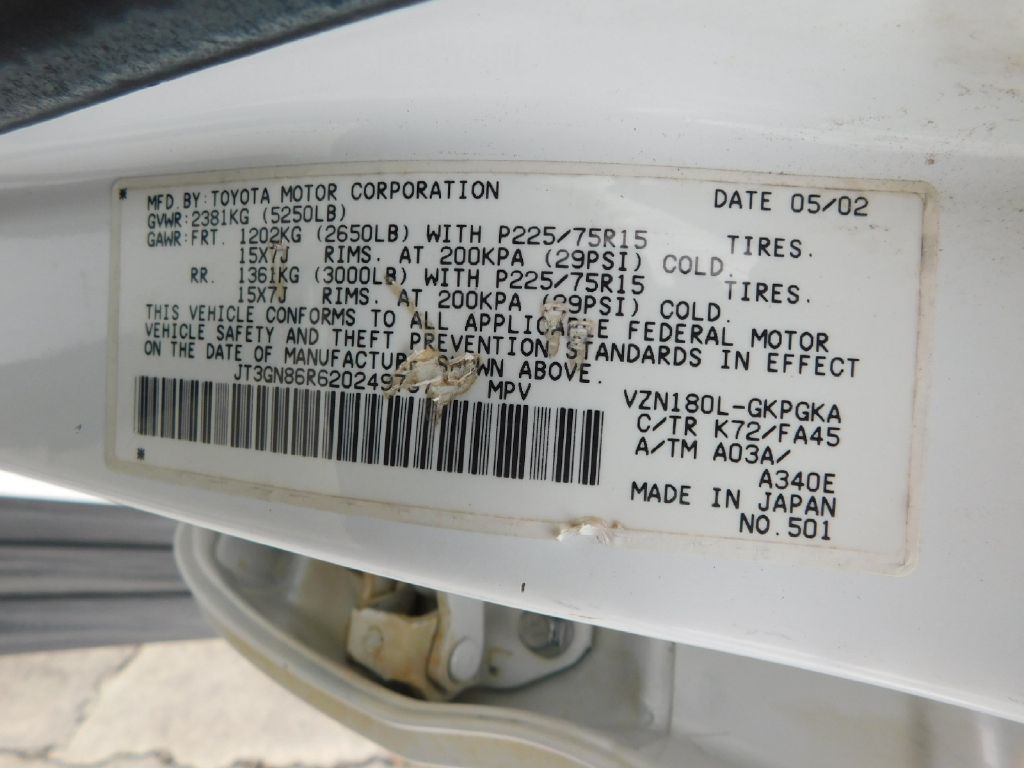 MFD. BY: TOYOTA MOTOR CORPORATION DATE 05/02
GVWR: 2381KG (5250LB)
GAWR: FRT. 1202KG (2650LB) WITH P225/75R15 TIRES.
15X7J RIMS. AT 200KPA (29PSI) COLD.
RR. 1361KG (3000LB) WITH P225/75R15 TIRES.
15X7J RIMS. AT 200KPA (29PSI) COLD.
THIS VEHICLE CONFORMS TO ALL APPLICABLE FEDERAL MOTOR
VEHICLE SAFETY AND THEFT PREVENTION STANDARDS IN EFFECT
ON THE DATE OF MANUFACTURE SHOWN ABOVE.
MPV
VZN180L-GKPGKA
C/TR K72/FA45
A/TM A03A/
A340E
MADE IN JAPAN
NO. 501